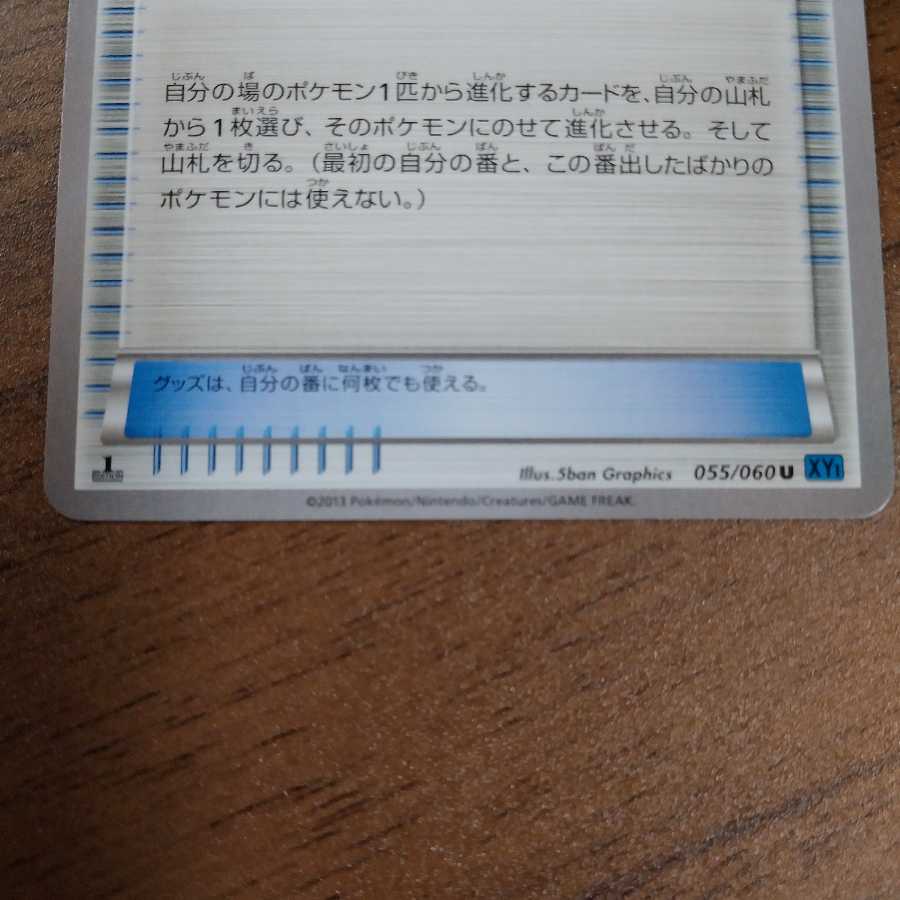 自分の場のポケモン1匹から進化するカードを、自分の山札
から1枚選び、そのポケモンにのせて進化させる。そして
山札を切る。(最初の自分の番と、この番出したばかりの
ポケモンには使えない。)
グッズは、自分の番に何枚でも使える。
1 EDITION Illus. 5ban Graphics 055/060 U XY1
©2013 Pokémon/Nintendo/Creatures/GAME FREAK.